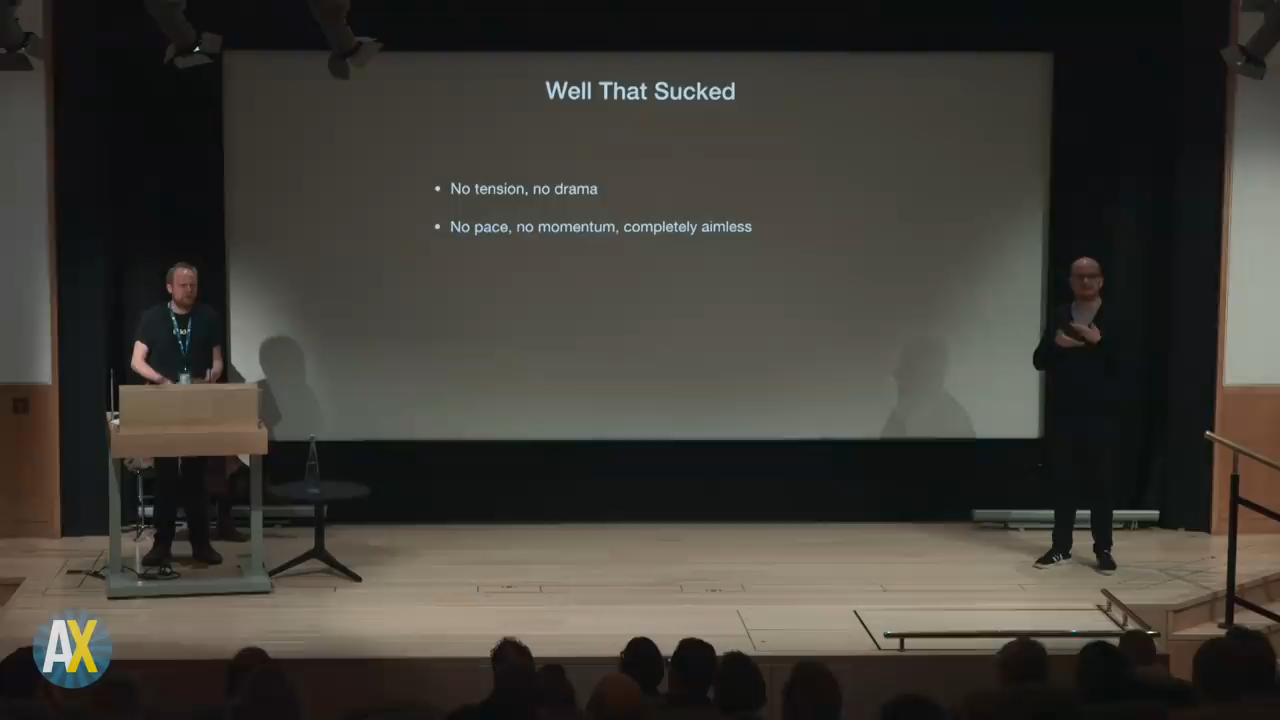 Well That Sucked
• No tension, no drama
• No pace, no momentum, completely aimless
AX